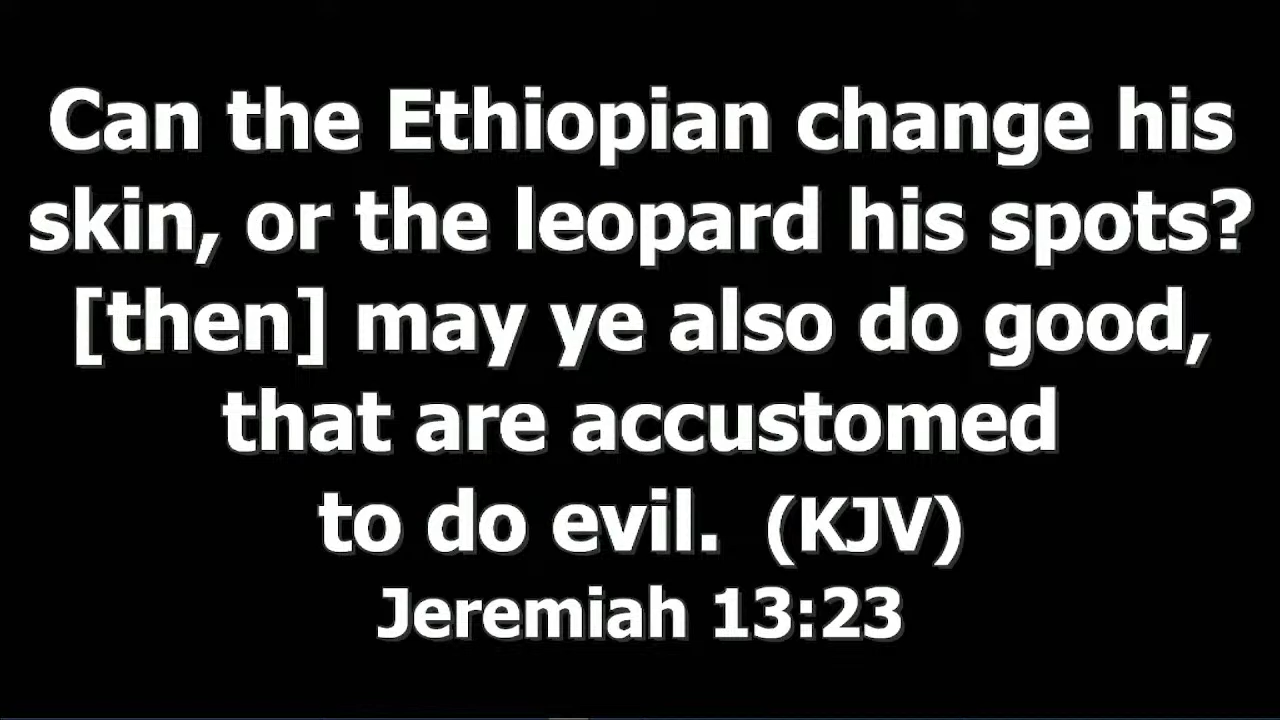 Can the Ethiopian change his
skin, or the leopard his spots?
[then] may ye also do good,
that are accustomed
to do evil. (KJV)
Jeremiah 13:23